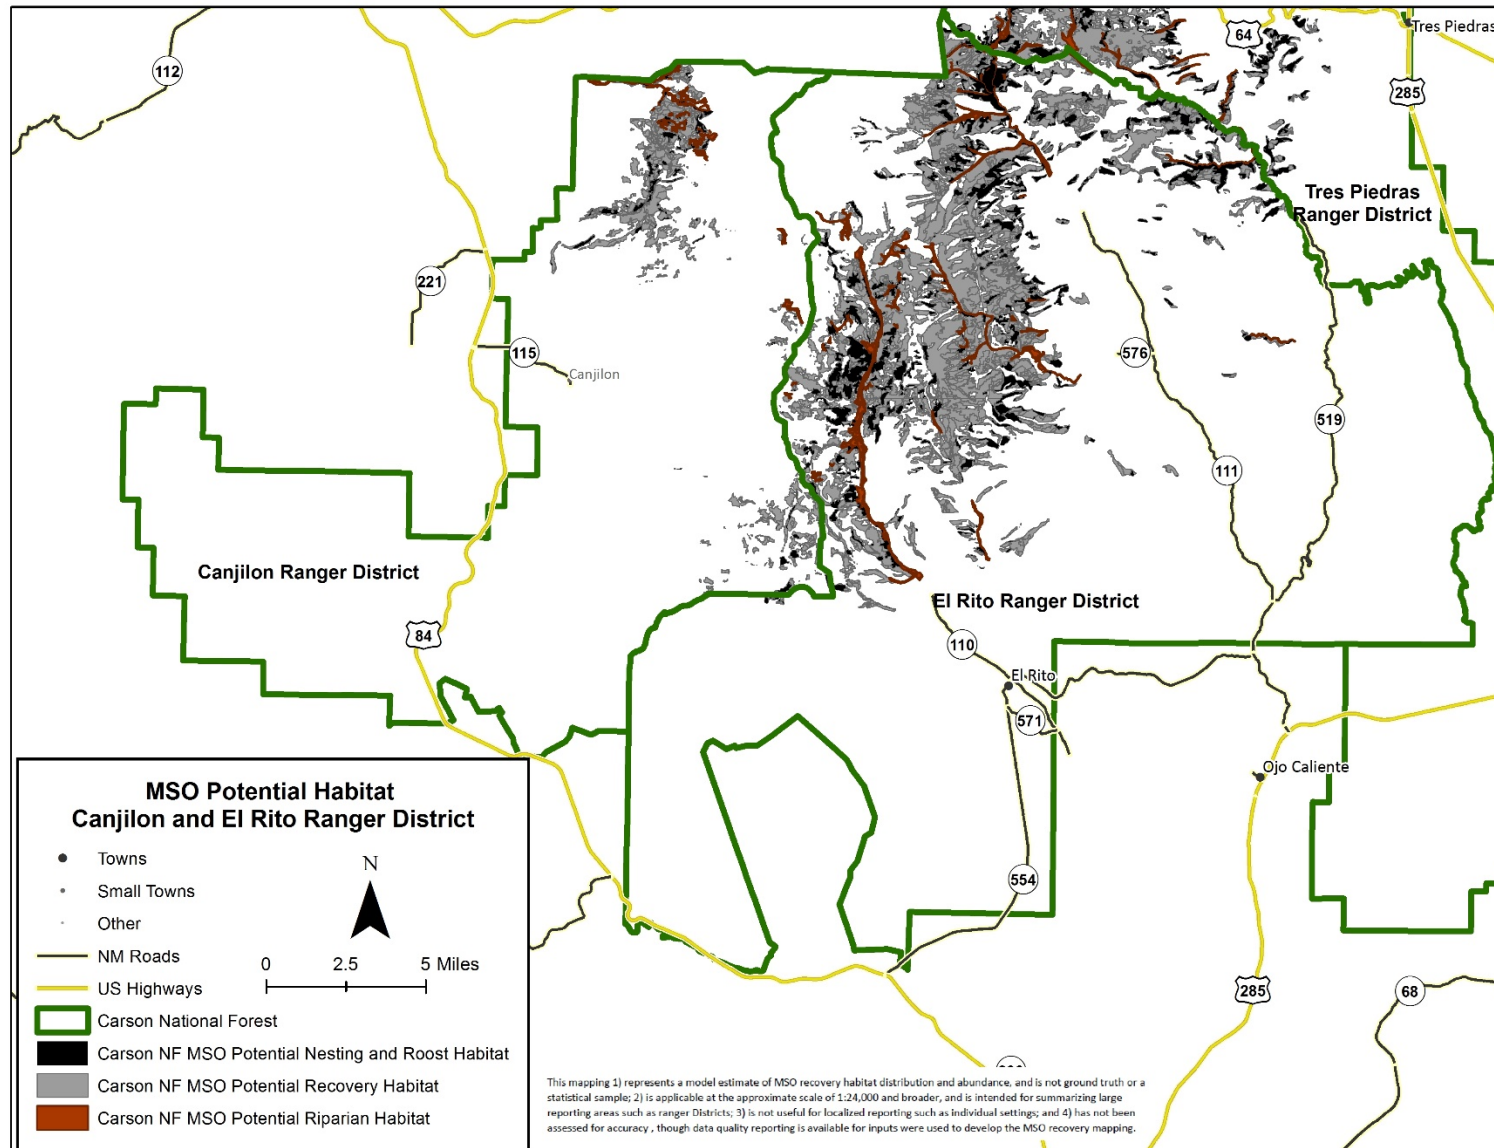 64
Tres Piedras
112
285
Tres Piedras
Ranger District
221
115
Canjilon
576
519
111
Canjilon Ranger District
El Rito Ranger District
84
110
El Rito
571
Ojo Caliente
554
285
68
MSO Potential Habitat
Canjilon and El Rito Ranger District
Towns
Small Towns
Other
NM Roads
US Highways
Carson National Forest
Carson NF MSO Potential Nesting and Roost Habitat
Carson NF MSO Potential Recovery Habitat
Carson NF MSO Potential Riparian Habitat
N
0 2.5 5 Miles
This mapping 1) represents a model estimate of MSO recovery habitat distribution and abundance, and is not ground truth or a
statistical sample; 2) is applicable at the approximate scale of 1:24,000 and broader, and is intended for summarizing large
reporting areas such as ranger Districts; 3) is not useful for localized reporting such as individual settings; and 4) has not been
assessed for accuracy , though data quality reporting is available for inputs were used to develop the MSO recovery mapping.